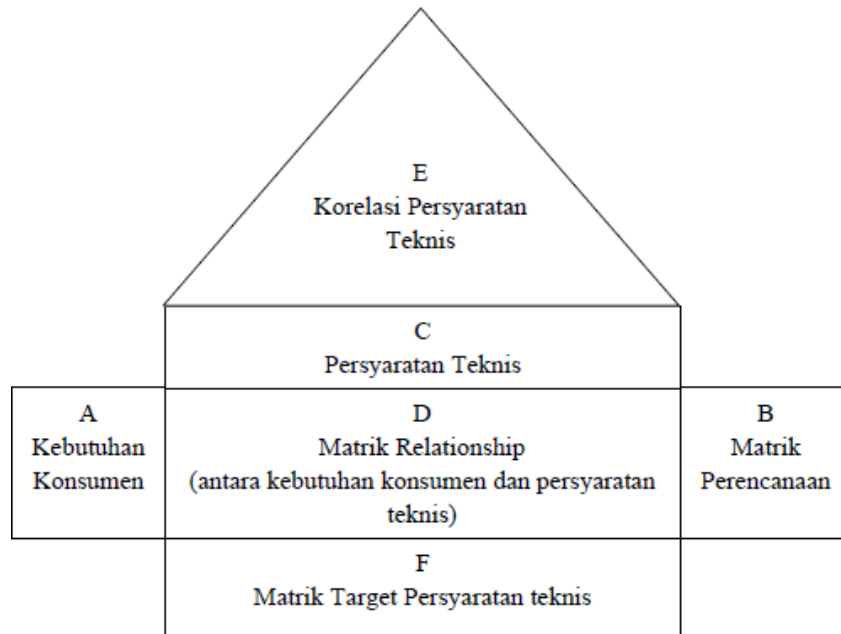 E
Korelasi Persyaratan
Teknis
C
Persyaratan Teknis
A
Kebutuhan
Konsumen
D
Matrik Relationship
(antara kebutuhan konsumen dan persyaratan
teknis)
B
Matrik
Perencanaan
F
Matrik Target Persyaratan teknis